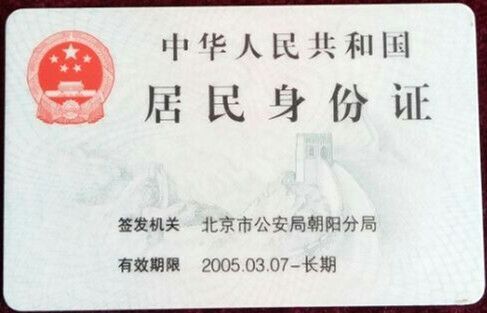 中华人民共和国
居民身份证
签发机关 北京市公安局朝阳分局
有效期限 2005.03.07-长期